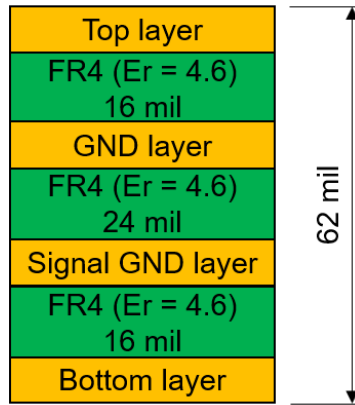 Top layer
FR4 (Er = 4.6)
16 mil
GND layer
FR4 (Er = 4.6)
24 mil
Signal GND layer
FR4 (Er = 4.6)
16 mil
Bottom layer
62 mil